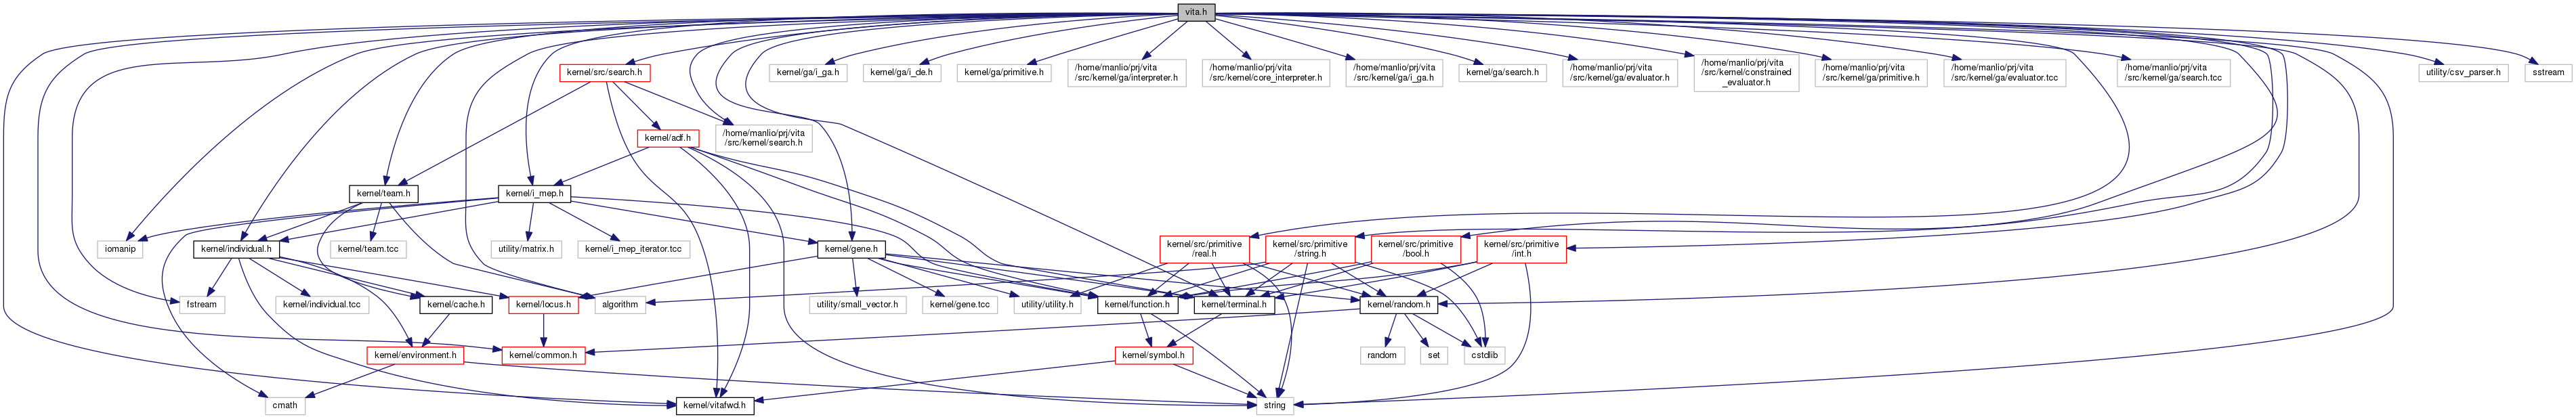 vita.h
kernel/src/search.h
kernel/ga/i_ga.h
kernel/ga/i_de.h
kernel/ga/primitive.h
/home/manlio/prj/vita
/src/kernel/ga/interpreter.h
/home/manlio/prj/vita
/src/kernel/core_interpreter.h
/home/manlio/prj/vita
/src/kernel/ga/i_ga.h
kernel/ga/search.h
/home/manlio/prj/vita
/src/kernel/ga/evaluator.h
/home/manlio/prj/vita
/src/kernel/constrained
_evaluator.h
/home/manlio/prj/vita
/src/kernel/ga/primitive.h
/home/manlio/prj/vita
/src/kernel/ga/evaluator.tcc
/home/manlio/prj/vita
/src/kernel/ga/search.tcc
utility/csv_parser.h
sstream
kernel/adf.h
/home/manlio/prj/vita
/src/kernel/search.h
kernel/team.h
kernel/i_mep.h
iomanip
kernel/individual.h
kernel/team.tcc
utility/matrix.h
kernel/i_mep_iterator.tcc
kernel/gene.h
kernel/src/primitive
/real.h
kernel/src/primitive
/string.h
kernel/src/primitive
/bool.h
kernel/src/primitive
/int.h
fstream
kernel/individual.tcc
kernel/cache.h
kernel/locus.h
algorithm
utility/small_vector.h
kernel/gene.tcc
utility/utility.h
kernel/function.h
kernel/terminal.h
kernel/random.h
kernel/environment.h
kernel/common.h
kernel/symbol.h
random
set
cstdlib
cmath
kernel/vitafwd.h
string